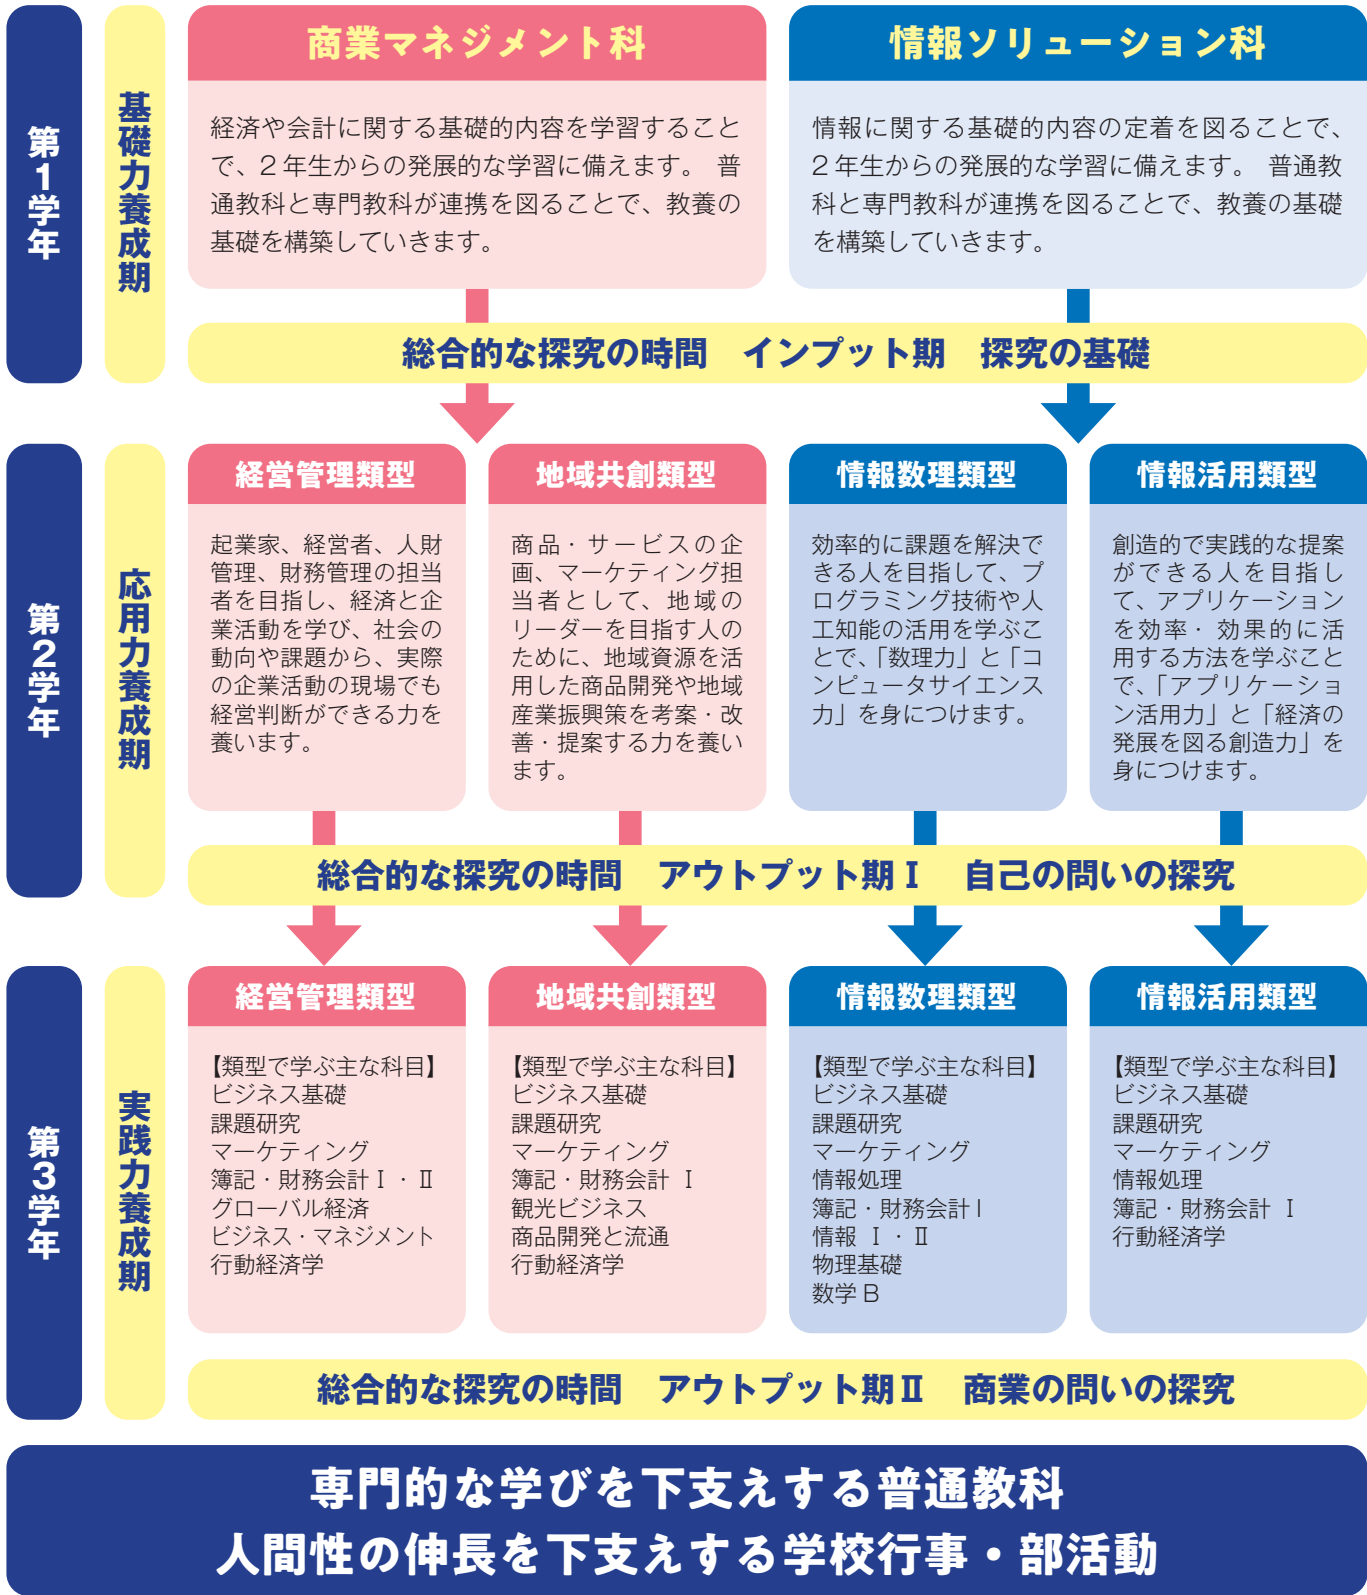 第1学年
基礎力養成期
商業マネジメント科
経済や会計に関する基礎的内容を学習すること
で、2年生からの発展的な学習に備えます。 普
通教科と専門教科が連携を図ることで、教養の
基礎を構築していきます。
情報ソリューション科
情報に関する基礎的内容の定着を図ることで、
2年生からの発展的な学習に備えます。 普通教
科と専門教科が連携を図ることで、教養の基礎
を構築していきます。
総合的な探究の時間　インプット期　探究の基礎
第2学年
応用力養成期
経営管理類型
起業家、経営者、人財
管理、財務管理の担当
者を目指し、経済と企
業活動を学び、社会の
動向や課題から、実際
の企業活動の現場でも
経営判断ができる力を
養います。
地域共創類型
商品・サービスの企
画、マーケティング担
当者として、地域の
リーダーを目指す人の
ために、地域資源を活
用した商品開発や地域
産業振興策を考案・改
善・提案する力を養い
ます。
情報数理類型
効率的に課題を解決で
きる人を目指して、プ
ログラミング技術や人
工知能の活用を学ぶこ
とで、「数理力」と「コ
ンピュータサイエンス
力」を身につけます。
情報活用類型
創造的で実践的な提案
ができる人を目指し
て、アプリケーション
を効率・効果的に活
用する方法を学ぶこと
で、「アプリケーショ
ン活用力」と「経済の
発展を図る創造力」を
身につけます。
総合的な探究の時間　アウトプット期Ⅰ　自己の問いの探究
第3学年
実践力養成期
経営管理類型
【類型で学ぶ主な科目】
ビジネス基礎
課題研究
マーケティング
簿記・財務会計Ⅰ・Ⅱ
グローバル経済
ビジネス・マネジメント
行動経済学
地域共創類型
【類型で学ぶ主な科目】
ビジネス基礎
課題研究
マーケティング
簿記・財務会計 Ⅰ
観光ビジネス
商品開発と流通
行動経済学
情報数理類型
【類型で学ぶ主な科目】
ビジネス基礎
課題研究
マーケティング
情報処理
簿記・財務会計I
情報 Ⅰ・Ⅱ
物理基礎
数学B
情報活用類型
【類型で学ぶ主な科目】
ビジネス基礎
課題研究
マーケティング
情報処理
簿記・財務会計 Ⅰ
行動経済学
総合的な探究の時間　アウトプット期Ⅱ　商業の問いの探究
専門的な学びを下支えする普通教科
人間性の伸長を下支えする学校行事・部活動